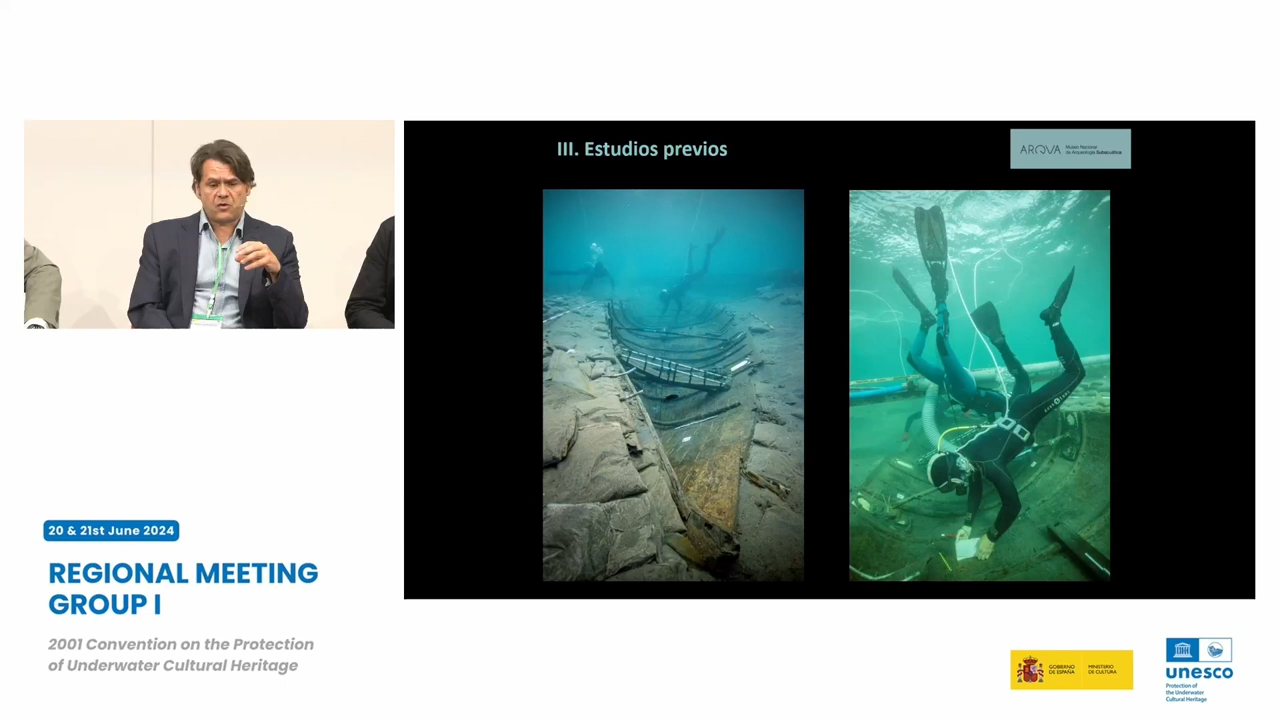 III. Estudios previos
ARQVA
Museo Nacional
de Arqueología Subacuática
20 & 21st June 2024
REGIONAL MEETING
GROUP I
2001 Convention on the Protection
of Underwater Cultural Heritage
GOBIERNO
DE ESPAÑA
MINISTERIO
DE CULTURA
unesco
Protection of
the Underwater
Cultural Heritage